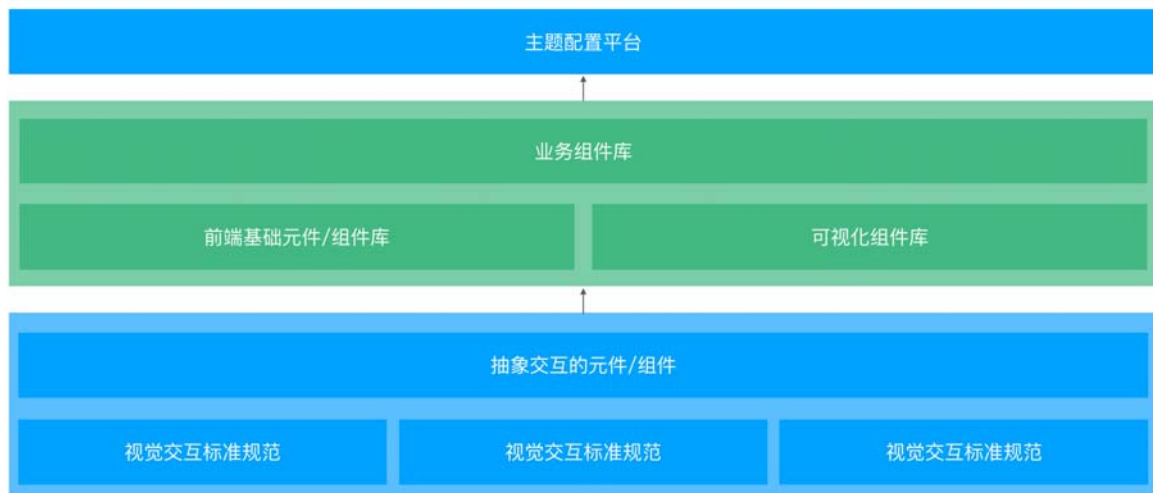 主题配置平台
业务组件库
前端基础元件/组件库
可视化组件库
抽象交互的元件/组件
视觉交互标准规范
视觉交互标准规范
视觉交互标准规范